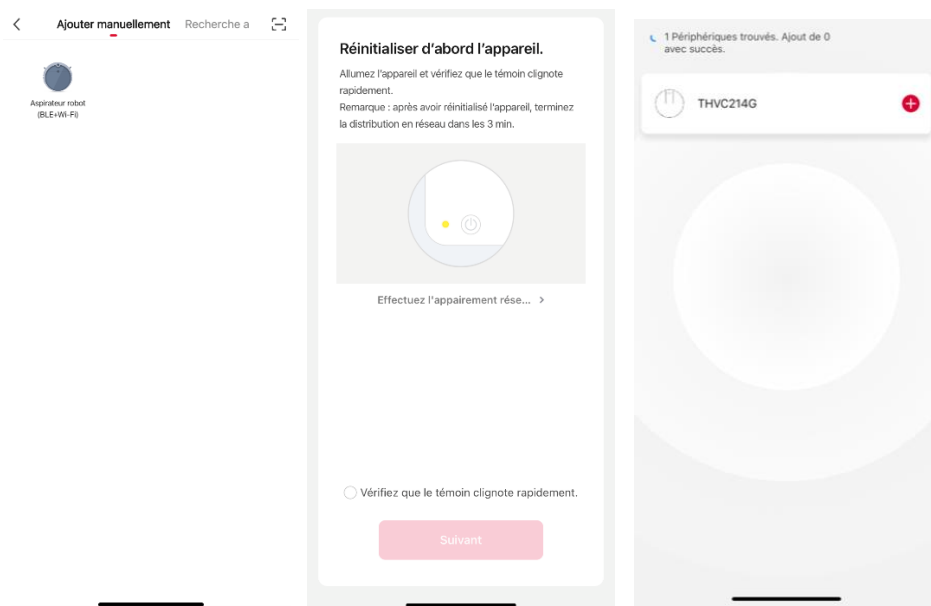 Ajouter manuellement Recherche a
Aspirateur robot
(BLE+Wi-Fi)
Réinitialiser d'abord l'appareil.
Allumez l'appareil et vérifiez que le témoin clignote
rapidement.
Remarque : après avoir réinitialisé l'appareil, terminez
la distribution en réseau dans les 3 min.
Effectuez l'appairement rése... >
Vérifiez que le témoin clignote rapidement.
Suivant
1 Périphériques trouvés. Ajout de 0
avec succès.
THVC214G